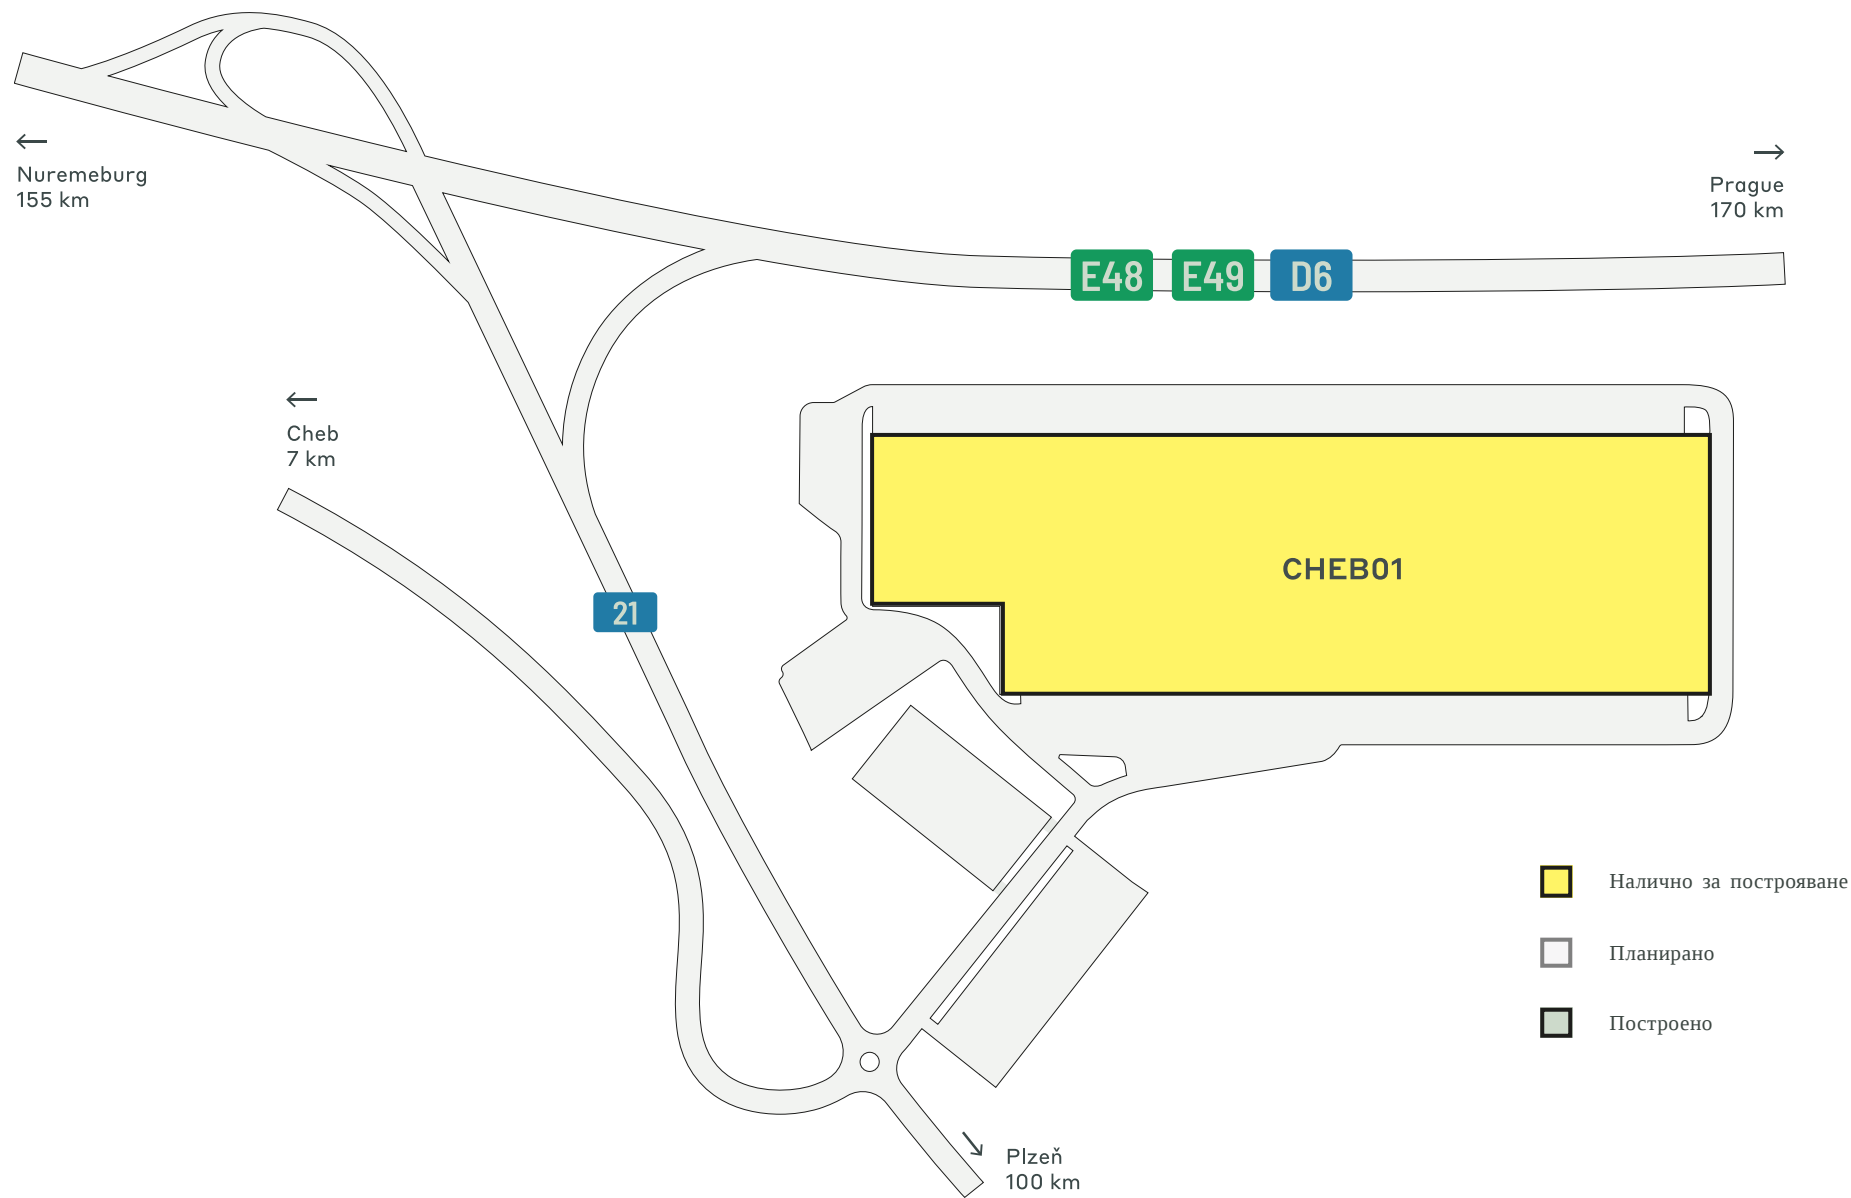 Nuremeburg
155 km
Prague
170 km
E48 E49 D6
Cheb
7 km
CHEB01
21
Налично за построяване
Планирано
Построено
Plzeň
100 km